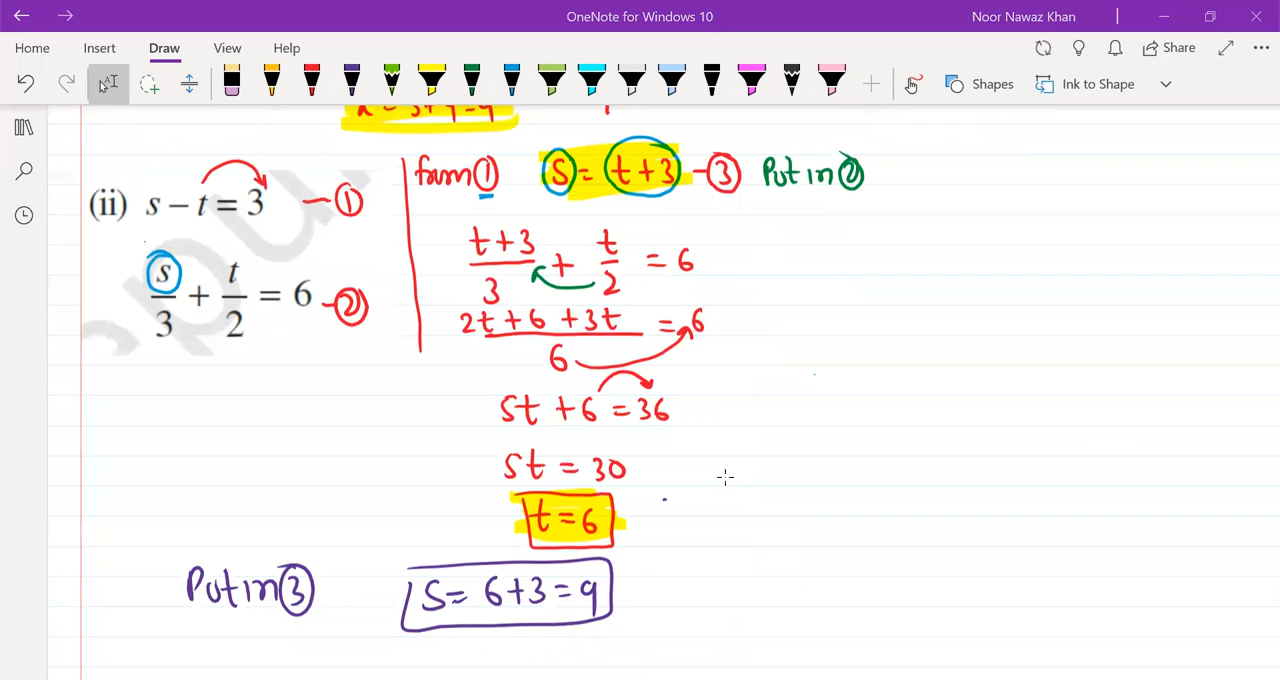 OneNote for Windows 10
Noor Nawaz Khan
Home Insert Draw View Help
Share
Shapes
Ink to Shape
(ii) s − t = 3 — ①
s/3 + t/2 = 6 — ②
fam ① s = t+3 — ③ Put in ②
t+3/3 + t/2 = 6
2t + 6 + 3t / 6 = 6
5t + 6 = 36
5t = 30
t = 6
Put in ③ S = 6+3 = 9